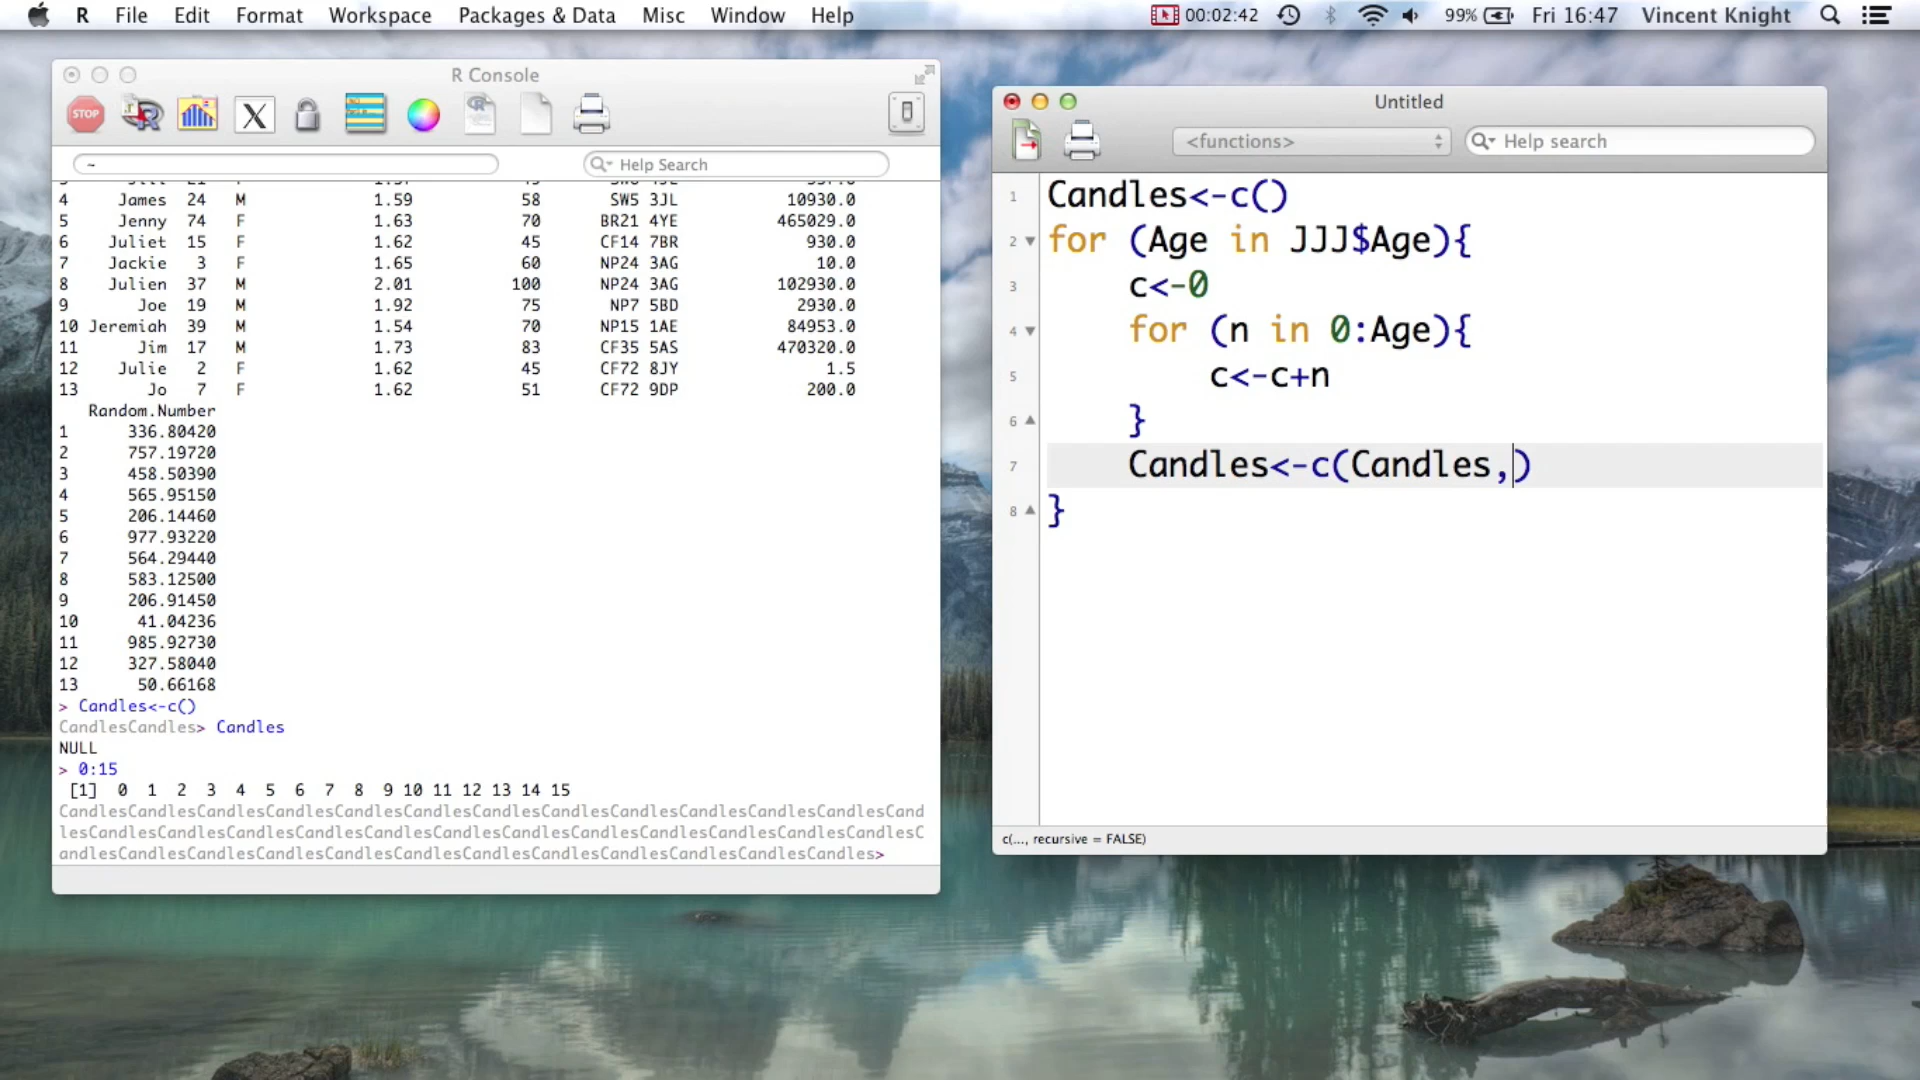 R File Edit Format Workspace Packages & Data Misc Window Help 00:02:42 99% Fri 16:47 Vincent Knight
R Console
STOP X
~ Help Search
4 James 24 M 1.59 58 SW5 3JL 10930.0
5 Jenny 74 F 1.63 70 BR21 4YE 465029.0
6 Juliet 15 F 1.62 45 CF14 7BR 930.0
7 Jackie 3 F 1.65 60 NP24 3AG 10.0
8 Julien 37 M 2.01 100 NP24 3AG 102930.0
9 Joe 19 M 1.92 75 NP7 5BD 2930.0
10 Jeremiah 39 M 1.54 70 NP15 1AE 84953.0
11 Jim 17 M 1.73 83 CF35 5AS 470320.0
12 Julie 2 F 1.62 45 CF72 8JY 1.5
13 Jo 7 F 1.62 51 CF72 9DP 200.0
Random.Number
1 336.80420
2 757.19720
3 458.50390
4 565.95150
5 206.14460
6 977.93220
7 564.29440
8 583.12500
9 206.91450
10 41.04236
11 985.92730
12 327.58040
13 50.66168
> Candles<-c()
CandlesCandles> Candles
NULL
> 0:15
[1] 0 1 2 3 4 5 6 7 8 9 10 11 12 13 14 15
CandlesCandlesCandlesCandlesCandlesCandlesCandlesCandlesCandlesCandlesCandlesCandlesCand
lesCandlesCandlesCandlesCandlesCandlesCandlesCandlesCandlesCandlesCandlesCandlesCandlesC
andlesCandlesCandlesCandlesCandlesCandlesCandlesCandlesCandlesCandlesCandlesCandles>
Untitled
<functions> Help search
1 Candles<-c()
2 for (Age in JJJ$Age){
3 c<-0
4 for (n in 0:Age){
5 c<-c+n
6 }
7 Candles<-c(Candles,)
8 }
c(..., recursive = FALSE)